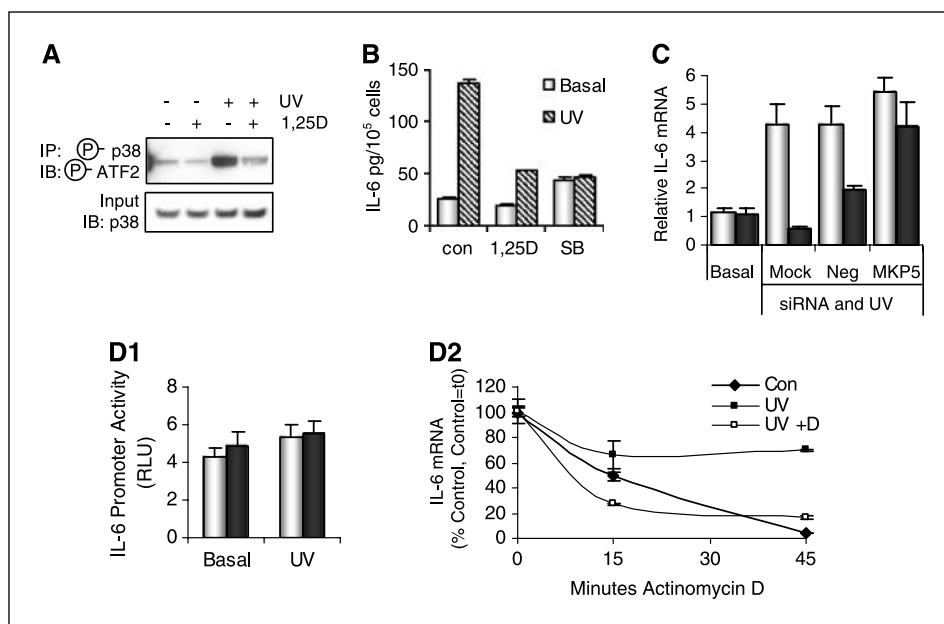 A
- - + + UV
- + - + 1,25D
IP: P - p38
IB: P - ATF2
Input
IB: p38
B
150
100
50
0
IL-6 pg/10⁵ cells
Basal
UV
con 1,25D SB
C
6
5
4
3
2
1
0
Relative IL-6 mRNA
Basal Mock Neg MKP5
siRNA and UV
D1
8
6
4
2
0
IL-6 Promoter Activity
(RLU)
Basal UV
D2
120
100
80
60
40
20
0
IL-6 mRNA
(% Control, Control=t0)
Con
UV
UV +D
0 15 30 45
Minutes Actinomycin D